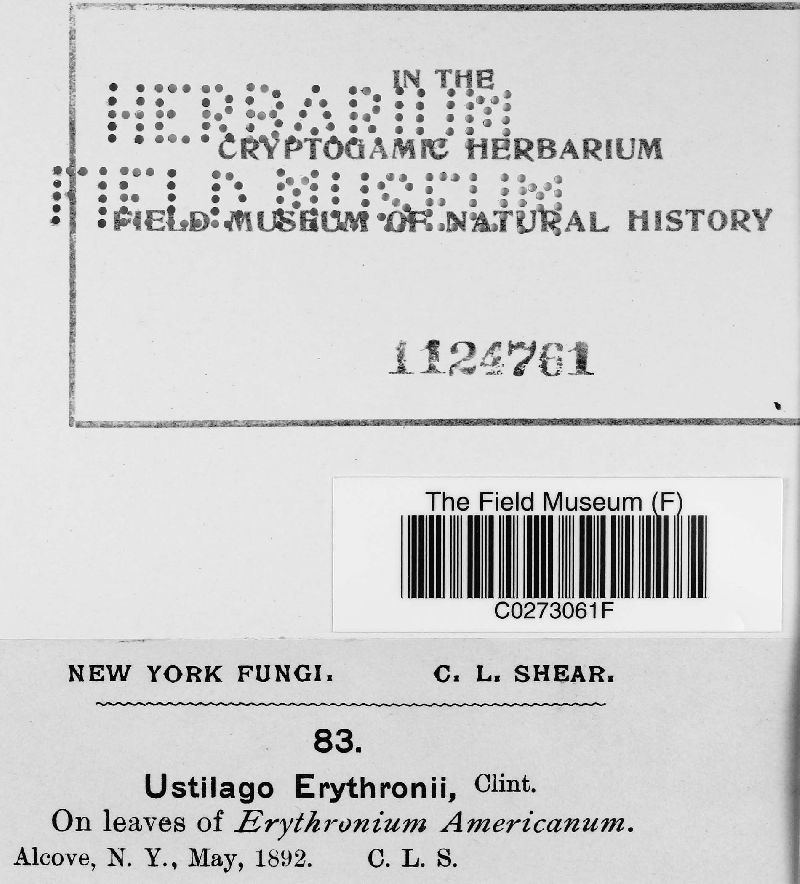 IN THE
HERBARIUM
CRYPTOGAMIC HERBARIUM
FIELD MUSEUM
FIELD MUSEUM OF NATURAL HISTORY
1124761
The Field Museum (F)
C0273061F
NEW YORK FUNGI. C. L. SHEAR.
83.
Ustilago Erythronii, Clint.
On leaves of Erythronium Americanum.
Alcove, N. Y., May, 1892. C. L. S.